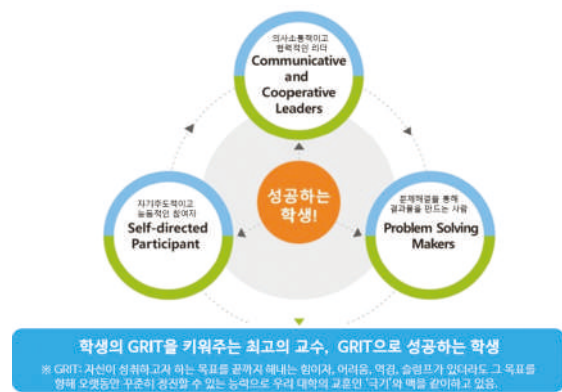 의사소통적이고
협력적인 리더
Communicative
and
Cooperative
Leaders
성공하는
학생!
자기주도적이고
능동적인 참여자
Self-directed
Participant
문제해결을 통해
결과물을 만드는 사람
Problem Solving
Makers
학생의 GRIT을 키워주는 최고의 교수, GRIT으로 성공하는 학생
※ GRIT: 자신이 성취하고자 하는 목표를 끝까지 해내는 힘이자, 어려움, 역경, 슬럼프가 있더라도 그 목표를
향해 오랫동안 꾸준히 정진할 수 있는 능력으로 우리 대학의 교훈인 '극기'와 맥을 같이하고 있음.